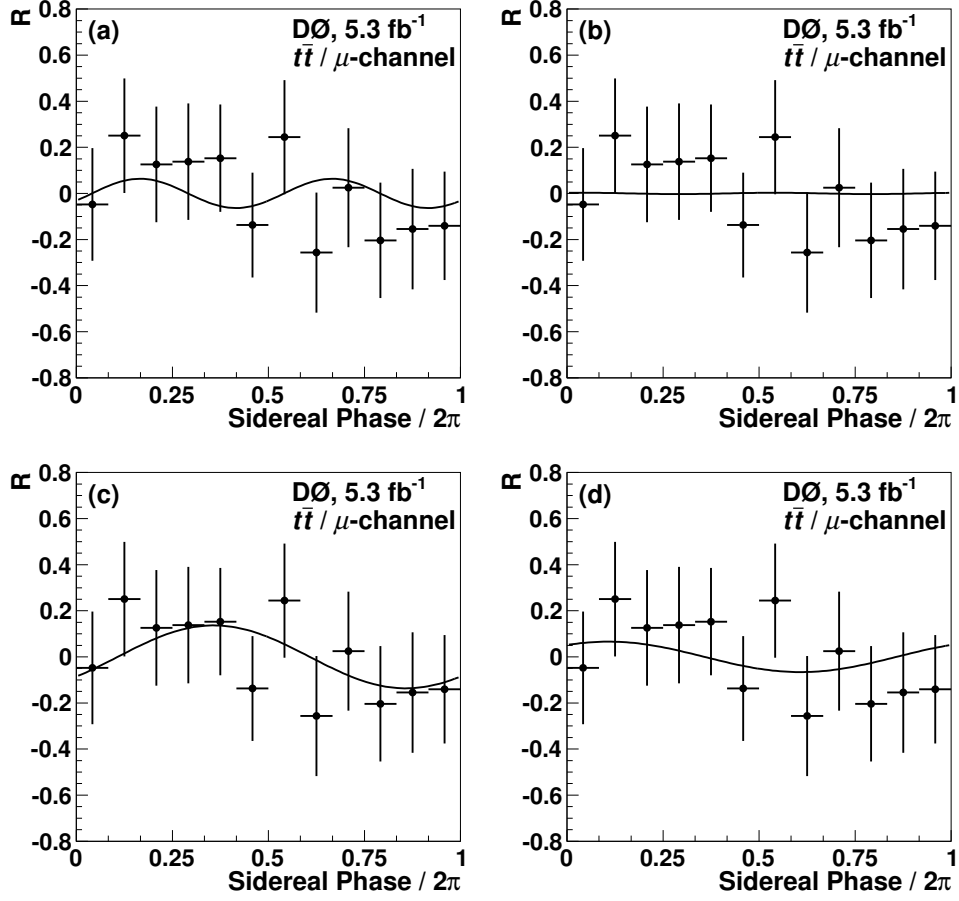 (a) DØ, 5.3 fb⁻¹
tt̄ / μ-channel
R
0.8
0.6
0.4
0.2
0
-0.2
-0.4
-0.6
-0.8
0 0.25 0.5 0.75 1
Sidereal Phase / 2π
(b) DØ, 5.3 fb⁻¹
tt̄ / μ-channel
R
0.8
0.6
0.4
0.2
0
-0.2
-0.4
-0.6
-0.8
0 0.25 0.5 0.75 1
Sidereal Phase / 2π
(c) DØ, 5.3 fb⁻¹
tt̄ / μ-channel
R
0.8
0.6
0.4
0.2
0
-0.2
-0.4
-0.6
-0.8
0 0.25 0.5 0.75 1
Sidereal Phase / 2π
(d) DØ, 5.3 fb⁻¹
tt̄ / μ-channel
R
0.8
0.6
0.4
0.2
0
-0.2
-0.4
-0.6
-0.8
0 0.25 0.5 0.75 1
Sidereal Phase / 2π